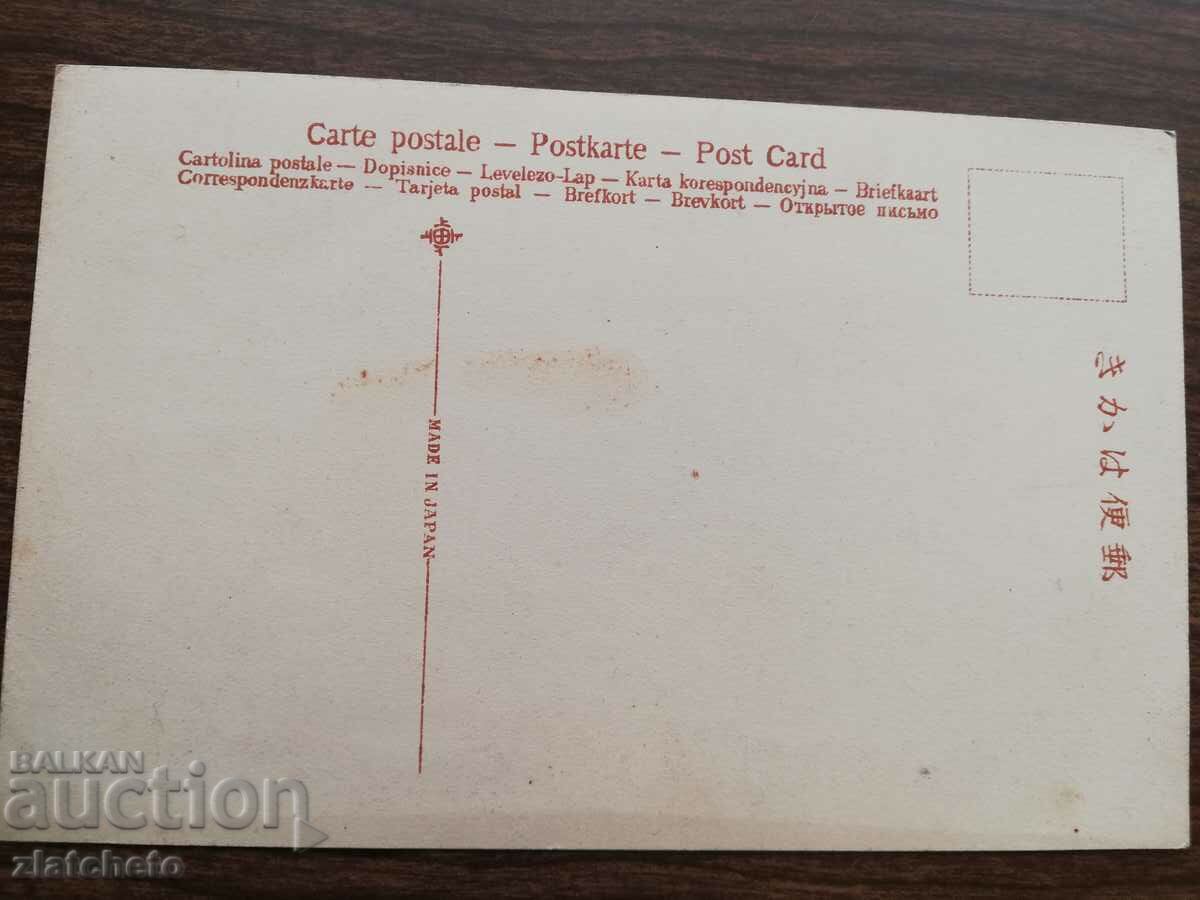 Carte postale — Postkarte — Post Card
Cartolina postale — Dopisnice — Levelezo-Lap — Karta korespondencyjna — Briefkaart
Correspondenzkarte — Tarjeta postal — Brefkort — Brevkort — Открытое письмо
MADE IN JAPAN
きかは便郵
BALKAN
auction
zlatcheto